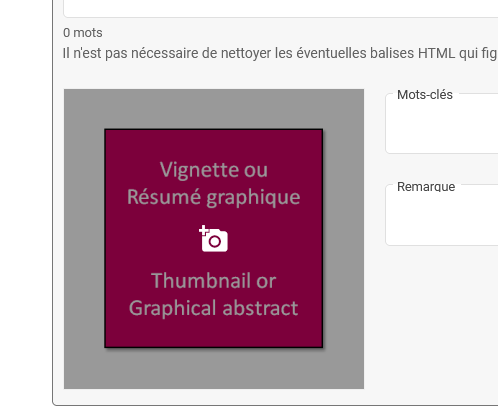 0 mots
Il n'est pas nécessaire de nettoyer les éventuelles balises HTML qui fig
Mots-clés
Vignette ou
Résumé graphique
Remarque
Thumbnail or
Graphical abstract